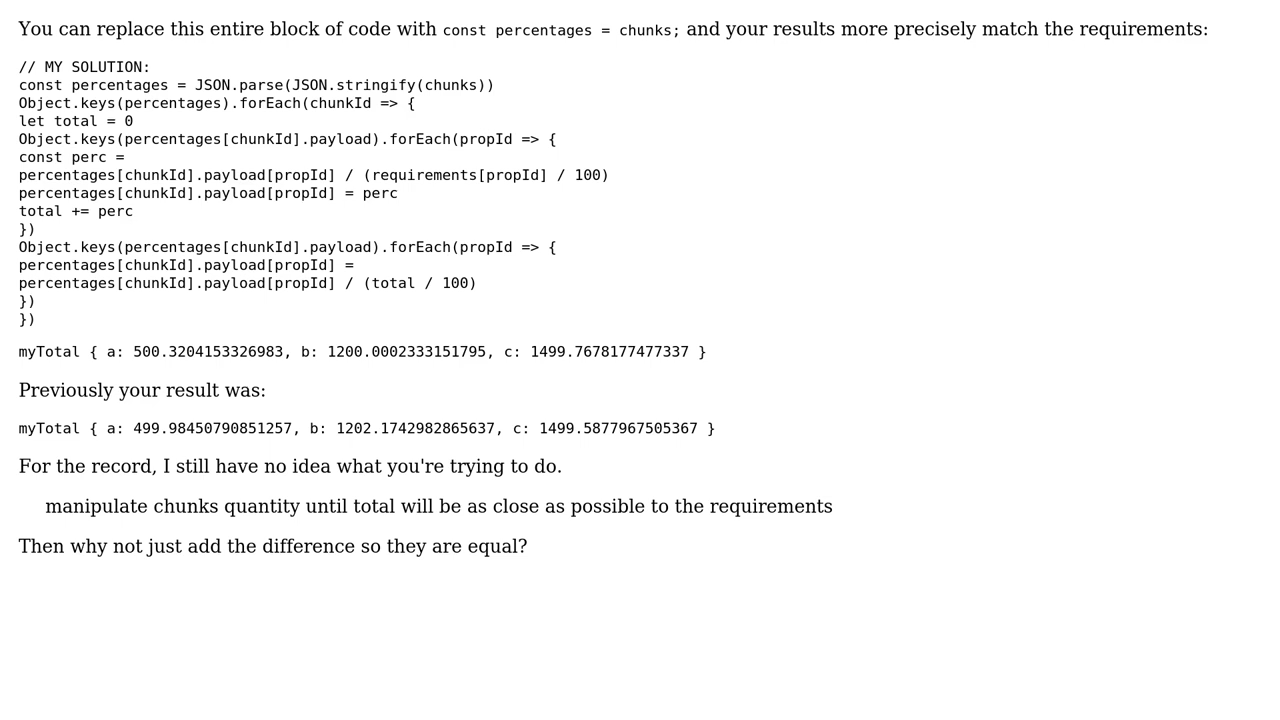 You can replace this entire block of code with const percentages = chunks; and your results more precisely match the requirements:
// MY SOLUTION:
const percentages = JSON.parse(JSON.stringify(chunks))
Object.keys(percentages).forEach(chunkId => {
let total = 0
Object.keys(percentages[chunkId].payload).forEach(propId => {
const perc =
percentages[chunkId].payload[propId] / (requirements[propId] / 100)
percentages[chunkId].payload[propId] = perc
total += perc
})
Object.keys(percentages[chunkId].payload).forEach(propId => {
percentages[chunkId].payload[propId] =
percentages[chunkId].payload[propId] / (total / 100)
})
})
myTotal { a: 500.3204153326983, b: 1200.0002333151795, c: 1499.7678177477337 }
Previously your result was:
myTotal { a: 499.98450790851257, b: 1202.1742982865637, c: 1499.5877967505367 }
For the record, I still have no idea what you're trying to do.
manipulate chunks quantity until total will be as close as possible to the requirements
Then why not just add the difference so they are equal?